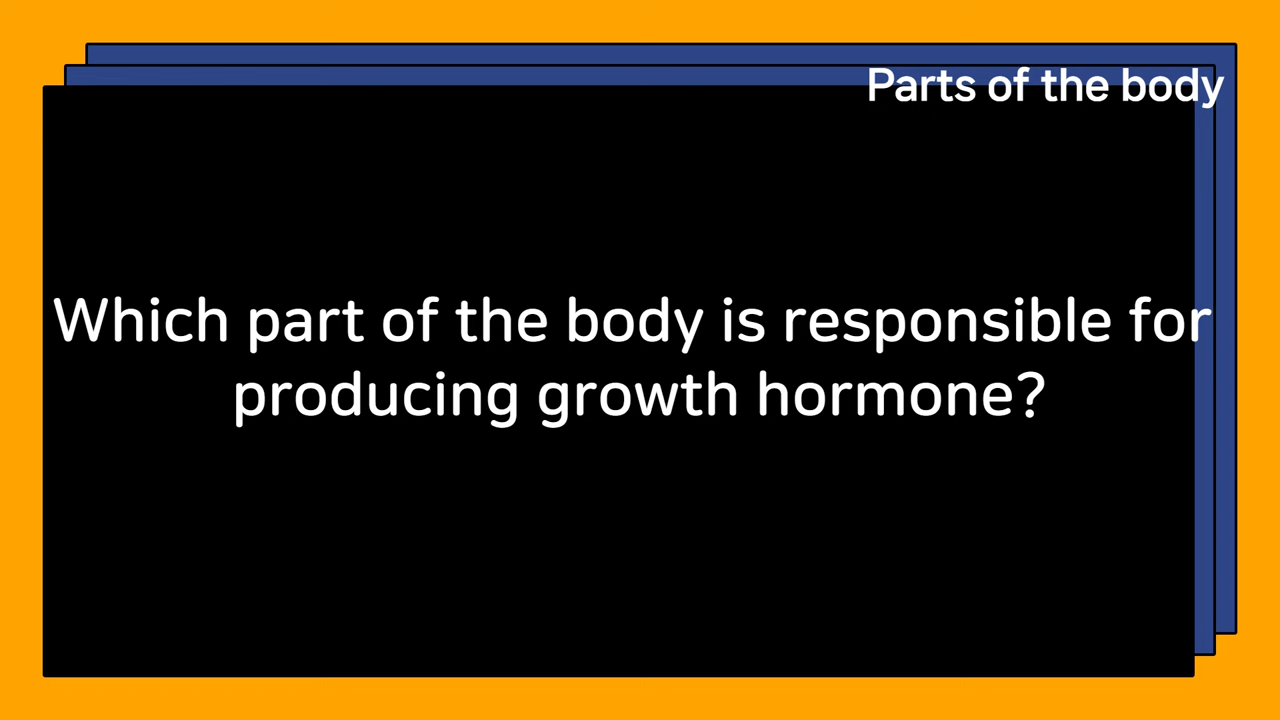 Parts of the body
Which part of the body is responsible for
producing growth hormone?